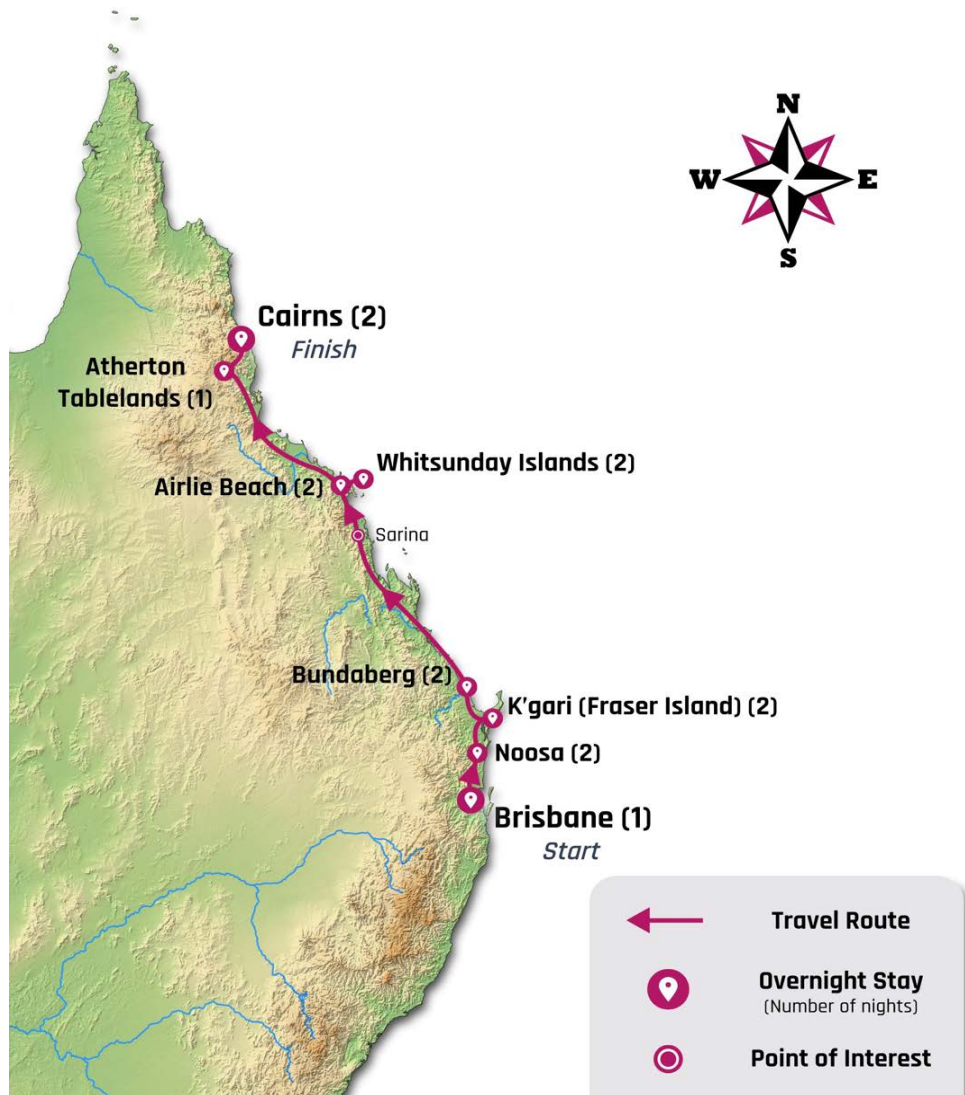 N
W
E
S
Cairns (2)
Finish
Atherton
Tablelands (1)
Whitsunday Islands (2)
Airlie Beach (2)
Sarina
Bundaberg (2)
K'gari (Fraser Island) (2)
Noosa (2)
Brisbane (1)
Start
Travel Route
Overnight Stay
(Number of nights)
Point of Interest